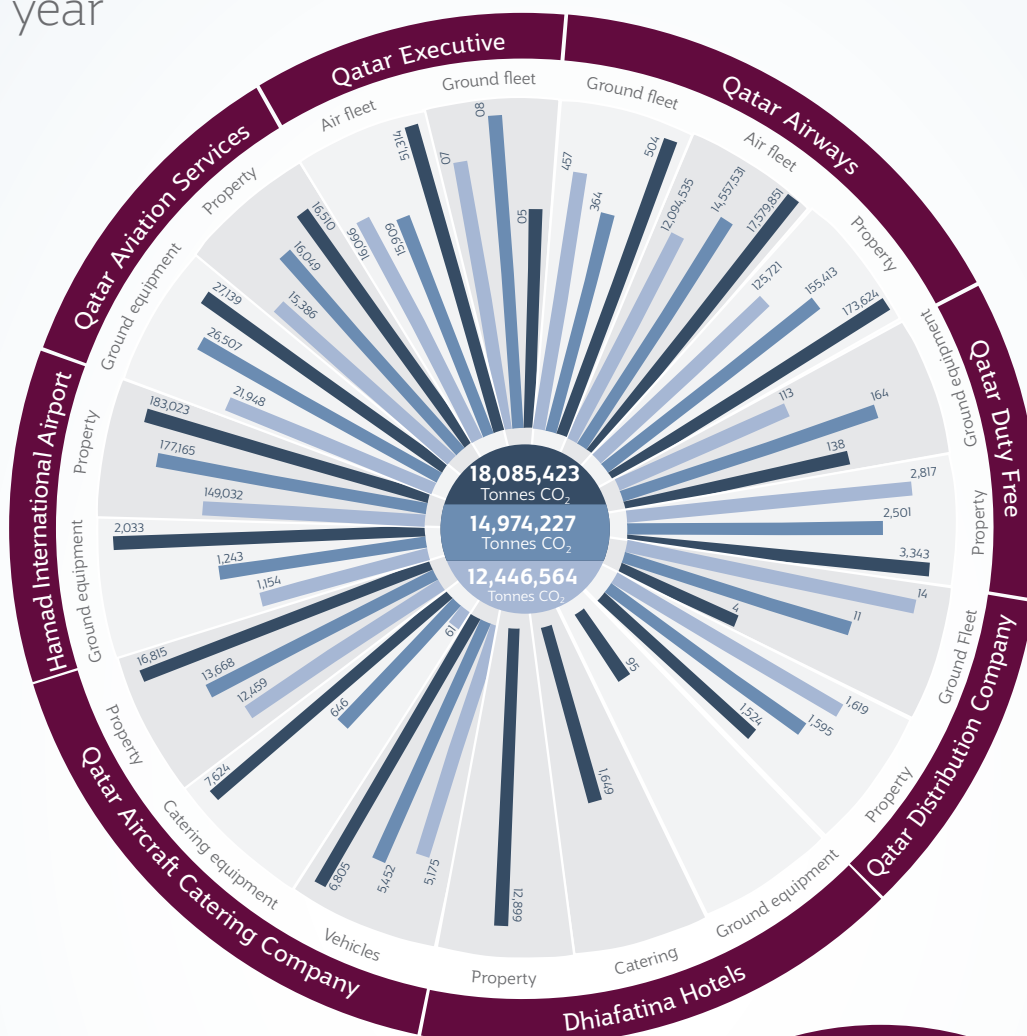 year
Qatar Executive
Ground fleet
07
08
05
Air fleet
16,066
15,909
51,314
Qatar Airways
Ground fleet
457
364
504
Air fleet
12,094,535
14,557,531
17,579,851
Property
125,721
155,413
173,624
Qatar Duty Free
Ground equipment
113
164
138
Property
2,817
2,501
3,343
Qatar Distribution Company
Ground Fleet
14
11
4
Property
1,619
1,595
1,524
Dhiafatina Hotels
Ground equipment
95
Catering
1,649
Property
12,899
Qatar Aircraft Catering Company
Vehicles
5,175
5,452
6,805
Catering equipment
61
646
7,624
Property
12,459
13,668
16,815
Hamad International Airport
Ground equipment
1,154
1,243
2,033
Property
149,032
177,165
183,023
Qatar Aviation Services
Ground equipment
21,948
26,507
27,139
Property
15,386
16,049
16,510
18,085,423
Tonnes CO₂
14,974,227
Tonnes CO₂
12,446,564
Tonnes CO₂